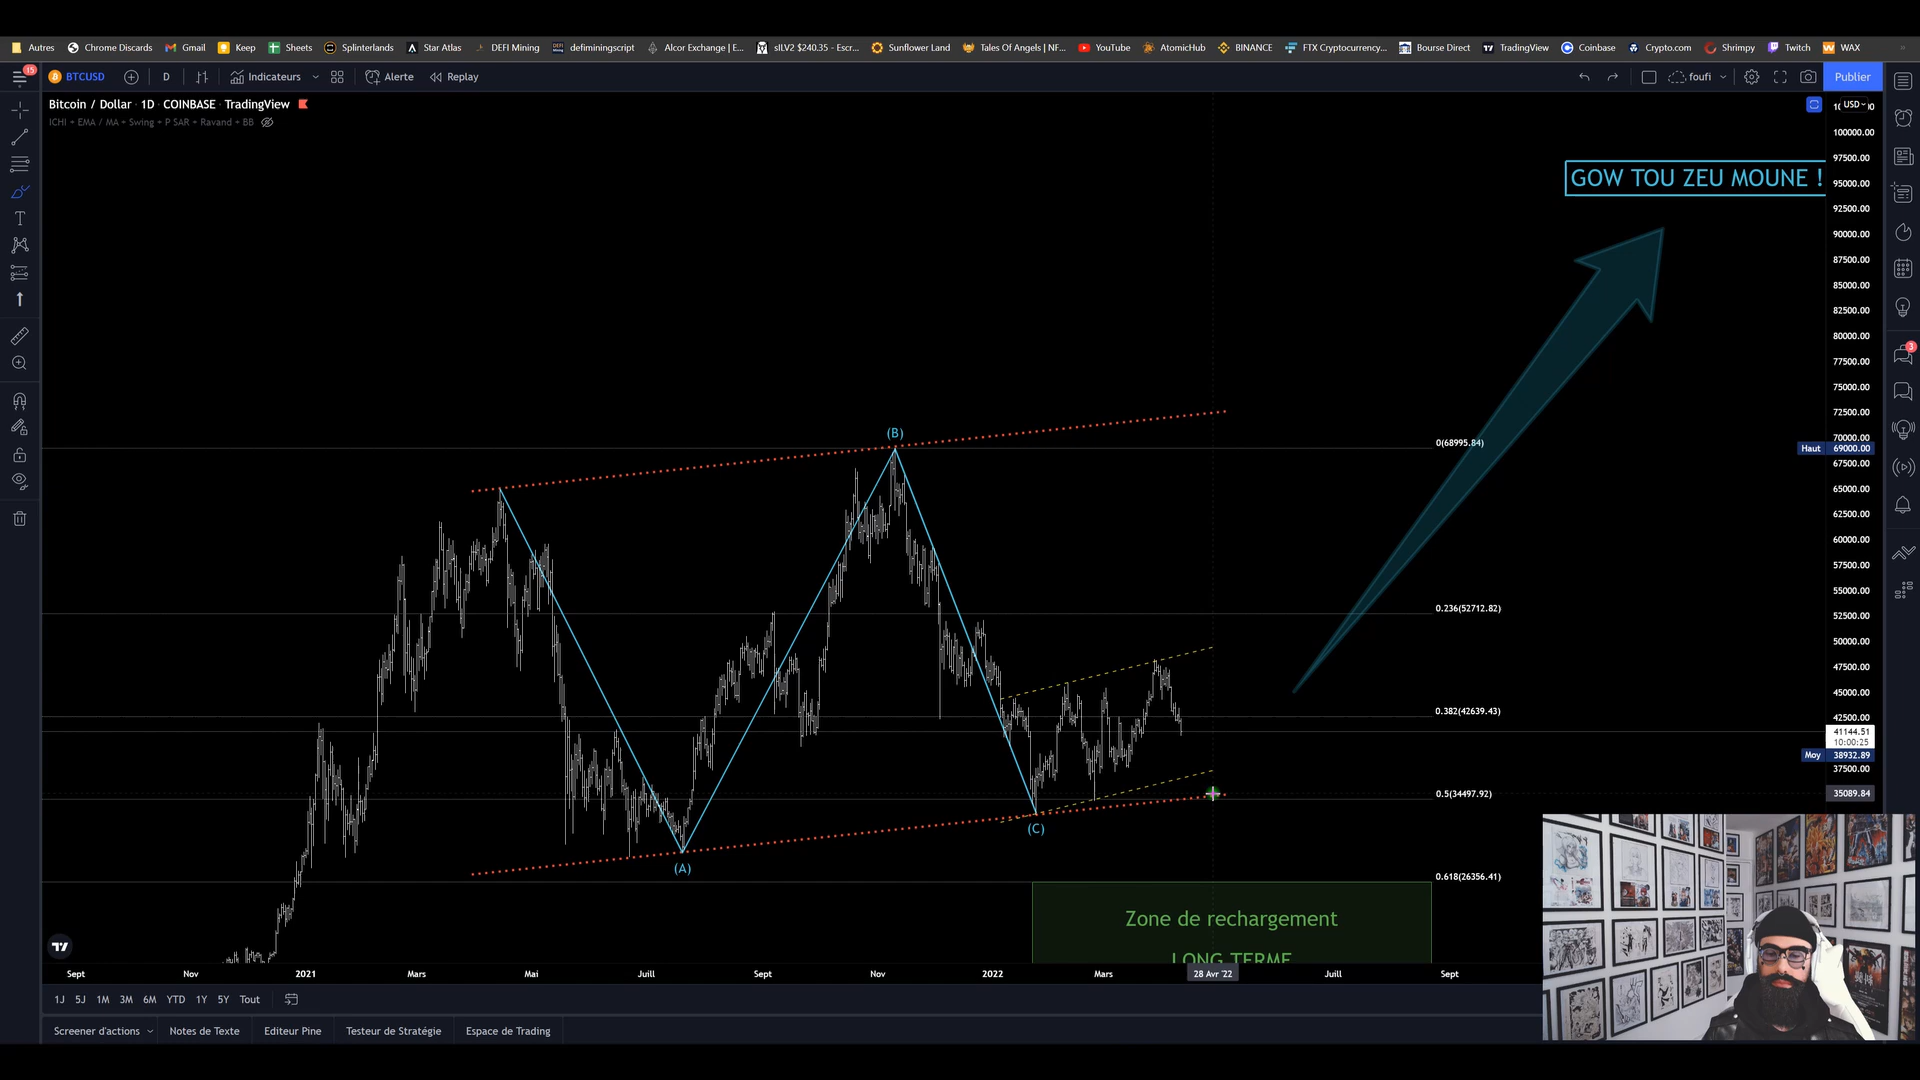 Autres Chrome Discards Gmail Keep Sheets Splinterlands Star Atlas DEFI Mining defiminingscript Alcor Exchange | E... sILV2 $240.35 - Escr... Sunflower Land Tales Of Angels | NF... YouTube AtomicHub BINANCE FTX Cryptocurrency,... Bourse Direct TradingView Coinbase Crypto.com Shrimpy Twitch WAX »
15 BTCUSD D Indicateurs Alerte Replay foufi Publier
Bitcoin / Dollar · 1D · COINBASE · TradingView
ICHI + EMA / MA + Swing + P SAR + Ravand + BB
USD
100000.00
97500.00
GOW TOU ZEU MOUNE !
95000.00
92500.00
90000.00
87500.00
85000.00
82500.00
80000.00
77500.00
3
75000.00
72500.00
(B)
70000.00
0(68995.84)
Haut 69000.00
67500.00
65000.00
62500.00
60000.00
57500.00
55000.00
0.236(52712.82)
52500.00
50000.00
47500.00
45000.00
0.382(42639.43)
42500.00
41144.51
10:00:25
Moy 38932.89
37500.00
0.5(34497.92)
35089.84
(C)
(A)
0.618(26356.41)
Zone de rechargement
LONG TERME
Sept Nov 2021 Mars Mai Juill Sept Nov 2022 Mars 28 Avr '22 Juill Sept
1J 5J 1M 3M 6M YTD 1Y 5Y Tout
Screener d'actions Notes de Texte Editeur Pine Testeur de Stratégie Espace de Trading